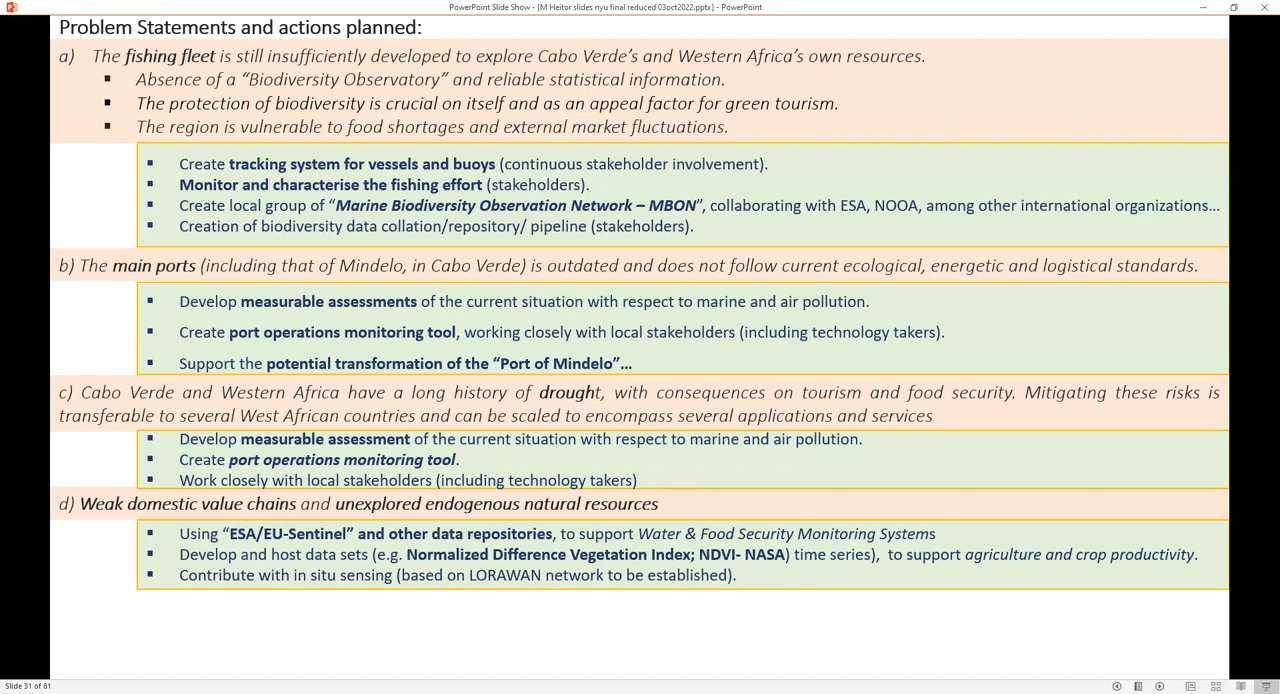 PowerPoint Slide Show - [M Heitor slides nyu final reduced 03oct2022.pptx] - PowerPoint
Problem Statements and actions planned:
a) The fishing fleet is still insufficiently developed to explore Cabo Verde's and Western Africa's own resources.
▪ Absence of a "Biodiversity Observatory" and reliable statistical information.
▪ The protection of biodiversity is crucial on itself and as an appeal factor for green tourism.
▪ The region is vulnerable to food shortages and external market fluctuations.
▪ Create tracking system for vessels and buoys (continuous stakeholder involvement).
▪ Monitor and characterise the fishing effort (stakeholders).
▪ Create local group of "Marine Biodiversity Observation Network – MBON", collaborating with ESA, NOOA, among other international organizations...
▪ Creation of biodiversity data collation/repository/ pipeline (stakeholders).
b) The main ports (including that of Mindelo, in Cabo Verde) is outdated and does not follow current ecological, energetic and logistical standards.
▪ Develop measurable assessments of the current situation with respect to marine and air pollution.
▪ Create port operations monitoring tool, working closely with local stakeholders (including technology takers).
▪ Support the potential transformation of the "Port of Mindelo"...
c) Cabo Verde and Western Africa have a long history of drought, with consequences on tourism and food security. Mitigating these risks is
transferable to several West African countries and can be scaled to encompass several applications and services
▪ Develop measurable assessment of the current situation with respect to marine and air pollution.
▪ Create port operations monitoring tool.
▪ Work closely with local stakeholders (including technology takers)
d) Weak domestic value chains and unexplored endogenous natural resources
▪ Using "ESA/EU-Sentinel" and other data repositories, to support Water & Food Security Monitoring Systems
▪ Develop and host data sets (e.g. Normalized Difference Vegetation Index; NDVI- NASA) time series), to support agriculture and crop productivity.
▪ Contribute with in situ sensing (based on LORAWAN network to be established).
Slide 31 of 81